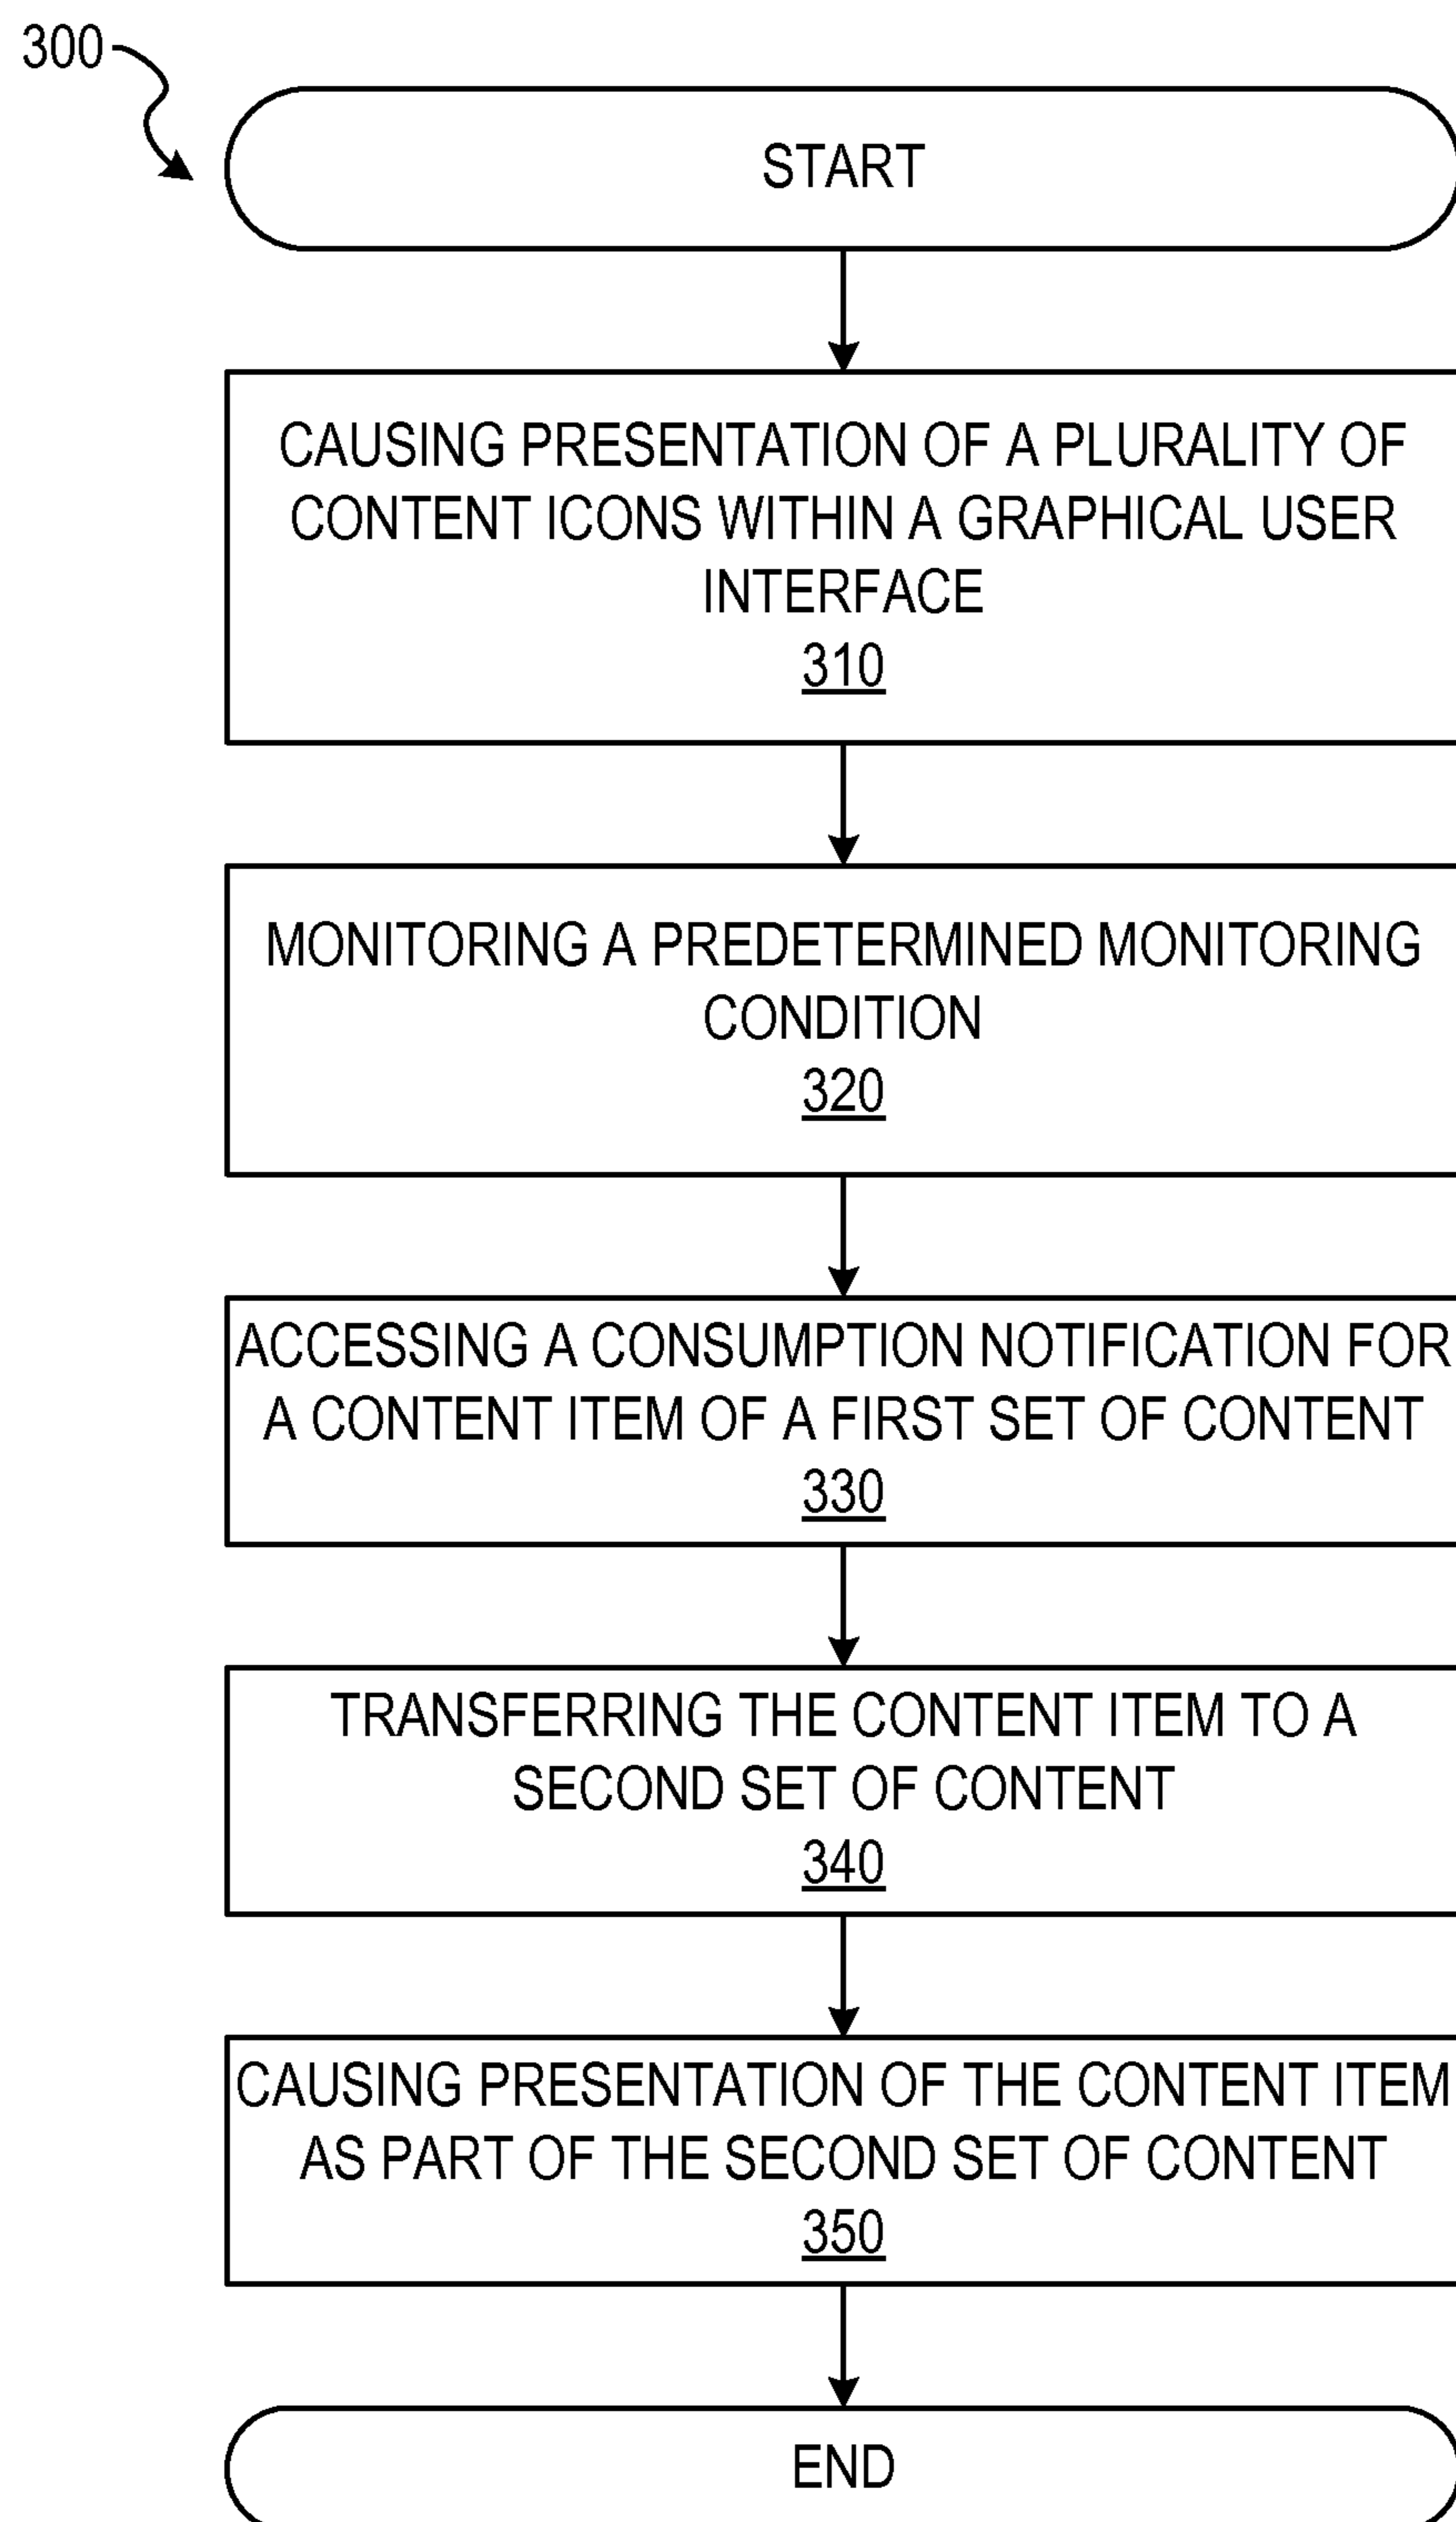 300
START
CAUSING PRESENTATION OF A PLURALITY OF
CONTENT ICONS WITHIN A GRAPHICAL USER
INTERFACE
310
MONITORING A PREDETERMINED MONITORING
CONDITION
320
ACCESSING A CONSUMPTION NOTIFICATION FOR
A CONTENT ITEM OF A FIRST SET OF CONTENT
330
TRANSFERRING THE CONTENT ITEM TO A
SECOND SET OF CONTENT
340
CAUSING PRESENTATION OF THE CONTENT ITEM
AS PART OF THE SECOND SET OF CONTENT
350
END